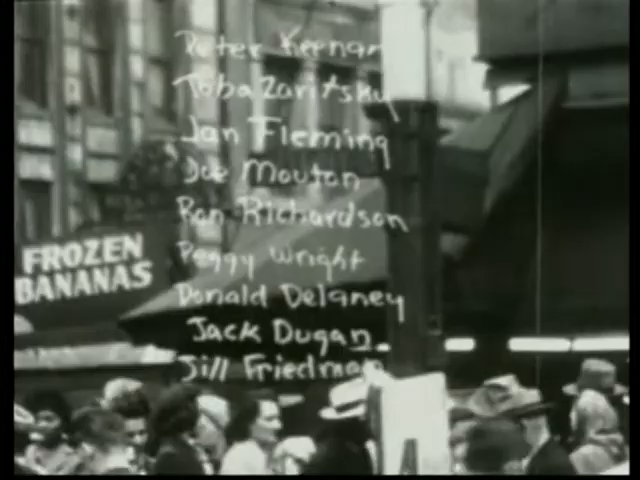 Peter Keenan
Toba Zaritsky
Jan Fleming
Joe Mouton
Ron Richardson
Peggy Wright
Donald Delaney
Jack Dugan
Jill Friedman
FROZEN
BANANAS